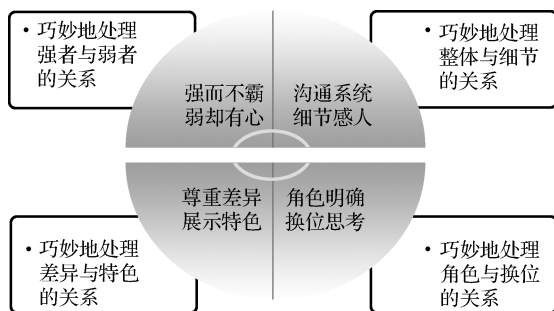 • 巧妙地处理
强者与弱者
的关系
• 巧妙地处理
整体与细节
的关系
强而不霸
弱却有心
沟通系统
细节感人
尊重差异
展示特色
角色明确
换位思考
• 巧妙地处理
差异与特色
的关系
• 巧妙地处理
角色与换位
的关系